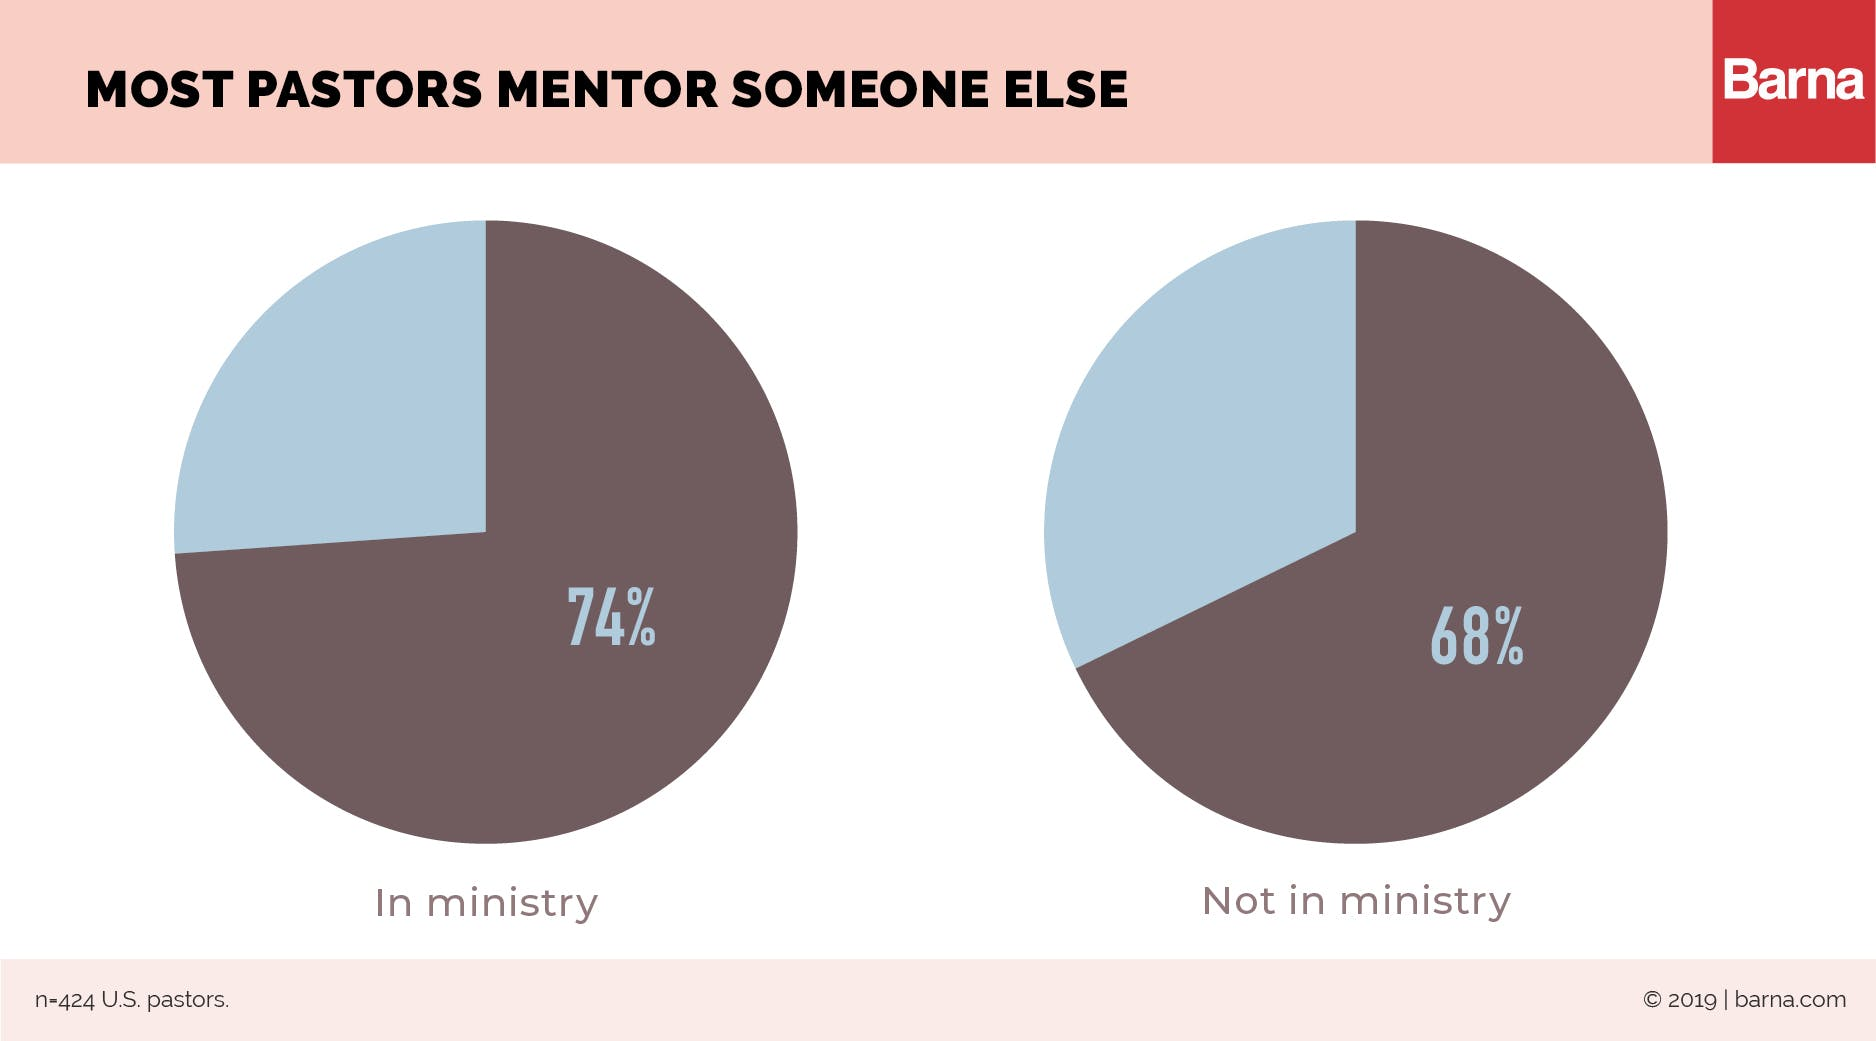 MOST PASTORS MENTOR SOMEONE ELSE
Barna
74%
68%
In ministry
Not in ministry
n=424 U.S. pastors.
© 2019 | barna.com